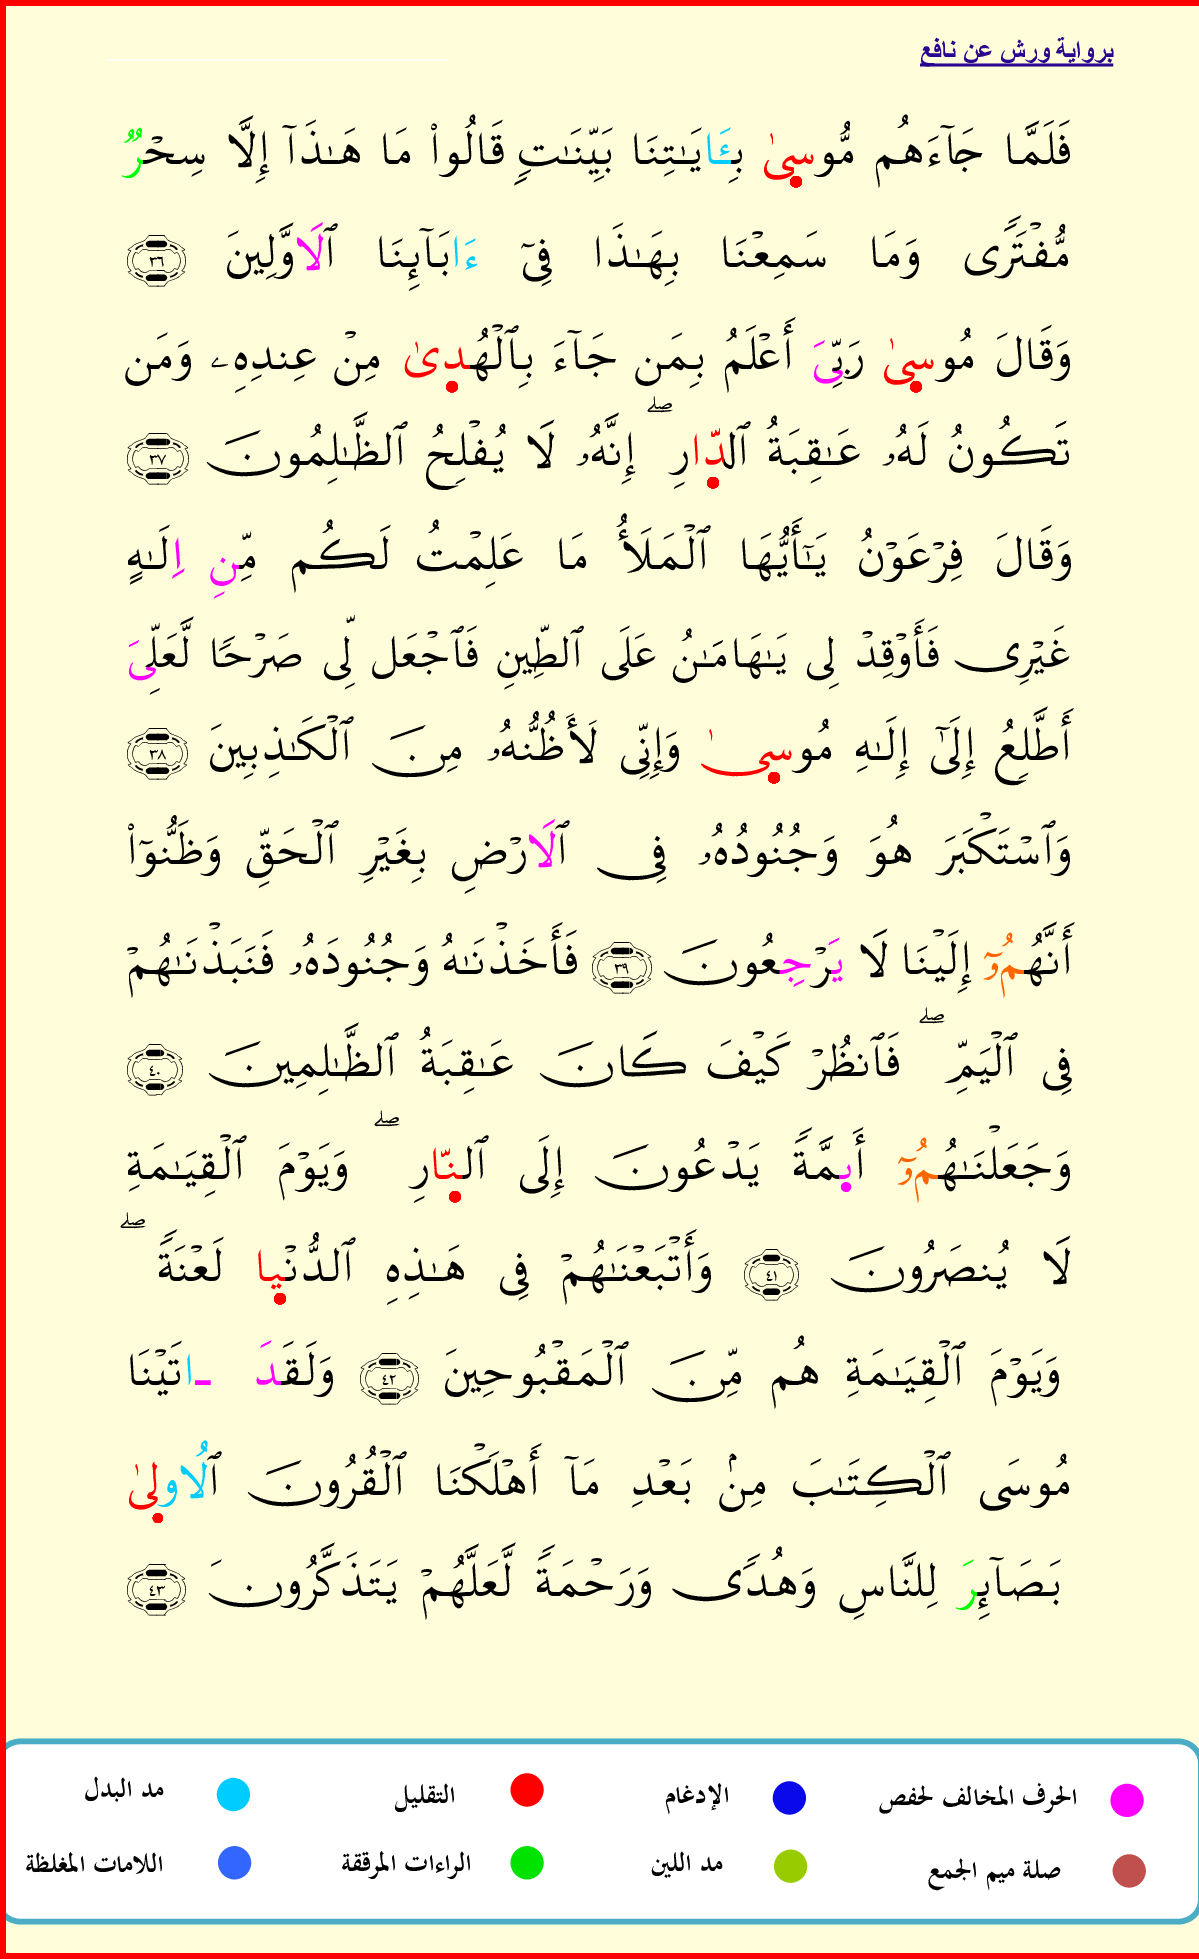 برواية ورش عن نافع
فَلَمَّا جَآءَهُم مُّوسۭىٰ بِـَٔايَـٰتِنَا بَيِّنَـٰتٖ قَالُوا۟ مَا هَـٰذَآ إِلَّا سِحْرٞ
مُّفْتَرٗى وَمَا سَمِعْنَا بِهَـٰذَا فِىٓ ءَابَآئِنَا ٱلَاوَّلِينَ ٣٦
وَقَالَ مُوسۭىٰ رَبِّىَ أَعْلَمُ بِمَن جَآءَ بِٱلْهُدۭىٰ مِنْ عِندِهِۦ وَمَن
تَكُونُ لَهُۥ عَـٰقِبَةُ ٱلدّۭارِ ۖ إِنَّهُۥ لَا يُفْلِحُ ٱلظَّـٰلِمُونَ ٣٧
وَقَالَ فِرْعَوْنُ يَـٰٓأَيُّهَا ٱلْمَلَأُ مَا عَلِمْتُ لَكُم مِّنِ اِلَـٰهٍ
غَيْرِى فَأَوْقِدْ لِى يَـٰهَامَـٰنُ عَلَى ٱلطِّينِ فَٱجْعَل لِّى صَرْحٗا لَّعَلِّىَ
أَطَّلِعُ إِلَىٰٓ إِلَـٰهِ مُوسۭىٰ وَإِنِّى لَأَظُنُّهُۥ مِنَ ٱلْكَـٰذِبِينَ ٣٨
وَٱسْتَكْبَرَ هُوَ وَجُنُودُهُۥ فِى ٱلَارْضِ بِغَيْرِ ٱلْحَقِّ وَظَنُّوٓا۟
أَنَّهُمُۥٓ إِلَيْنَا لَا يَرْجِعُونَ ٣٩ فَأَخَذْنَـٰهُ وَجُنُودَهُۥ فَنَبَذْنَـٰهُمْ
فِى ٱلْيَمِّ ۖ فَٱنظُرْ كَيْفَ كَانَ عَـٰقِبَةُ ٱلظَّـٰلِمِينَ ٤٠
وَجَعَلْنَـٰهُمُۥٓ أَىِٕمَّةٗ يَدْعُونَ إِلَى ٱلنّۭارِ ۖ وَيَوْمَ ٱلْقِيَـٰمَةِ
لَا يُنصَرُونَ ٤١ وَأَتْبَعْنَـٰهُمْ فِى هَـٰذِهِ ٱلدُّنْيۭا لَعْنَةٗ ۖ
وَيَوْمَ ٱلْقِيَـٰمَةِ هُم مِّنَ ٱلْمَقْبُوحِينَ ٤٢ وَلَقَدَ ـاتَيْنَا
مُوسَى ٱلْكِتَـٰبَ مِنۢ بَعْدِ مَآ أَهْلَكْنَا ٱلْقُرُونَ ٱلُاولۭىٰ
بَصَآئِرَ لِلنَّاسِ وَهُدٗى وَرَحْمَةٗ لَّعَلَّهُمْ يَتَذَكَّرُونَ ٤٣
الحرف المخالف لحفص الإدغام التقليل مد البدل
صلة ميم الجمع مد اللين الراءات المرققة اللامات المغلظة